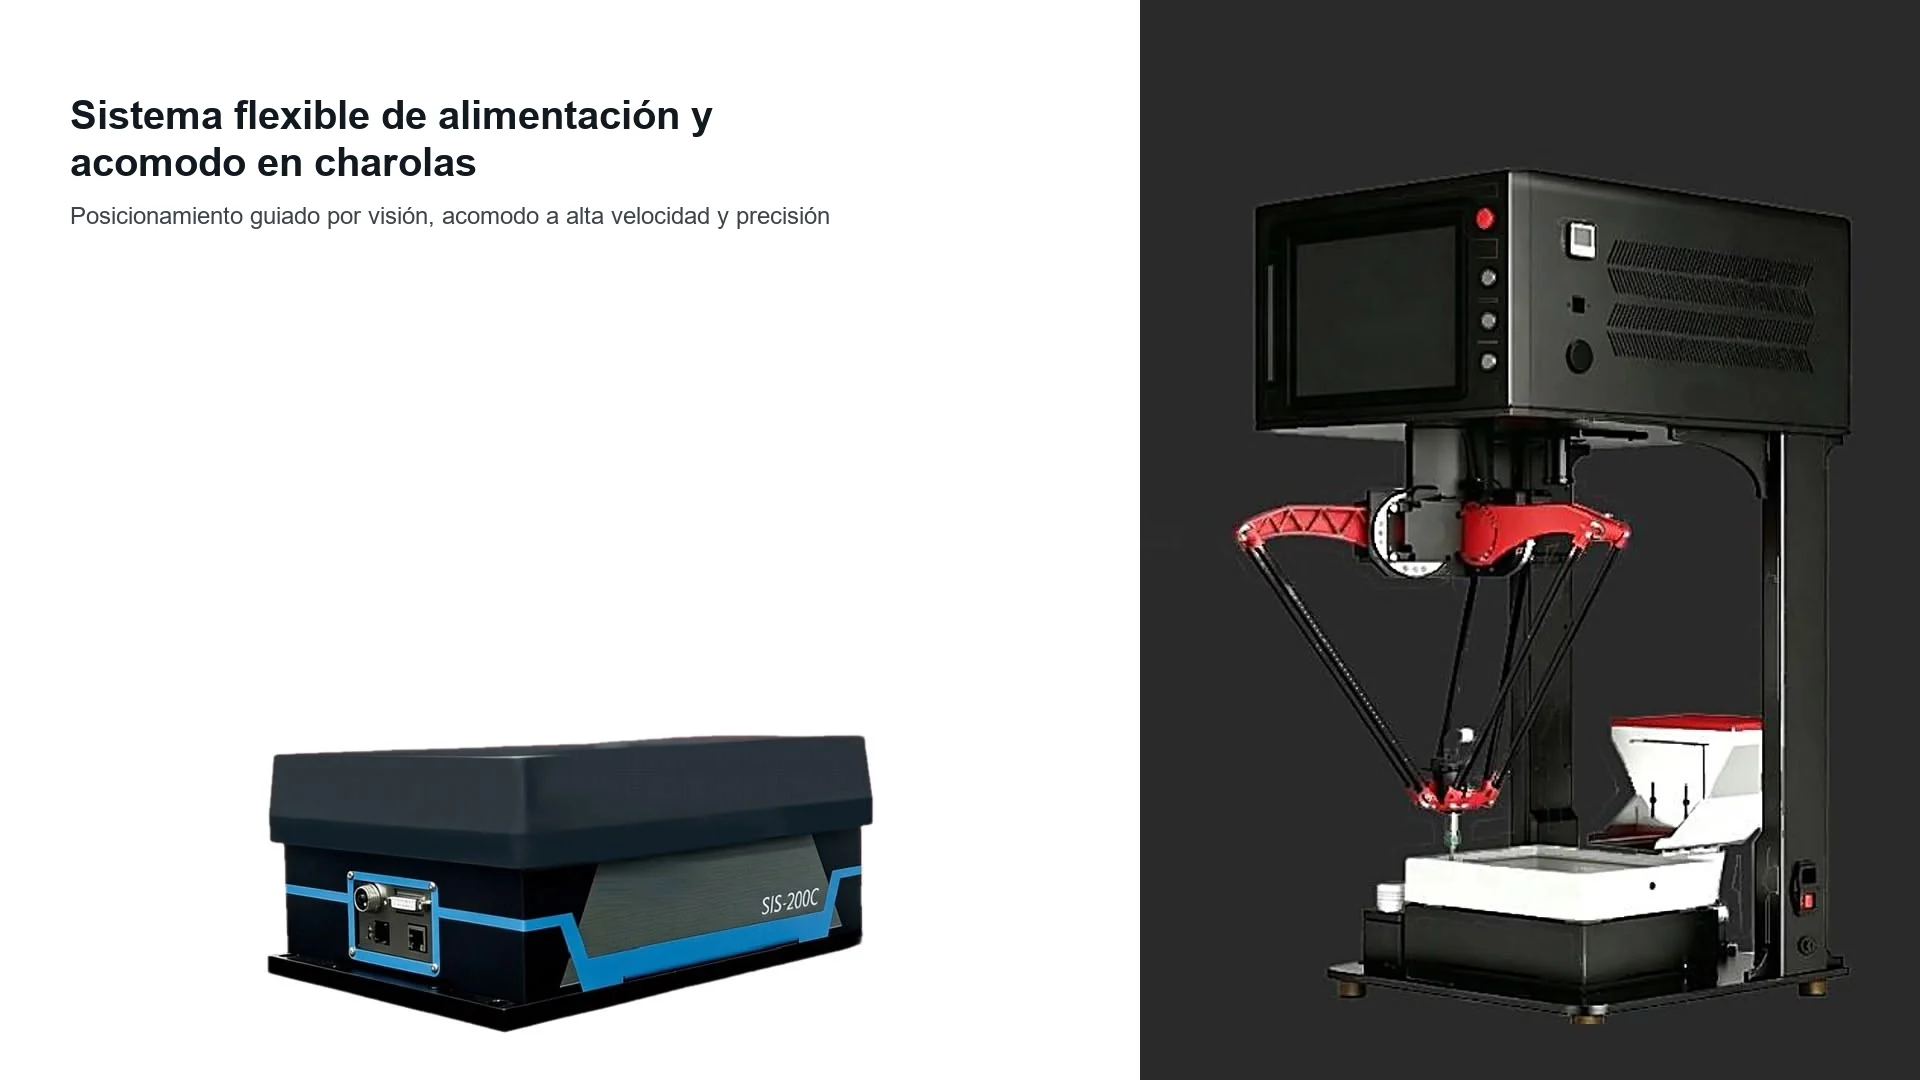 Sistema flexible de alimentación y
acomodo en charolas
Posicionamiento guiado por visión, acomodo a alta velocidad y precisión
SIS-200C